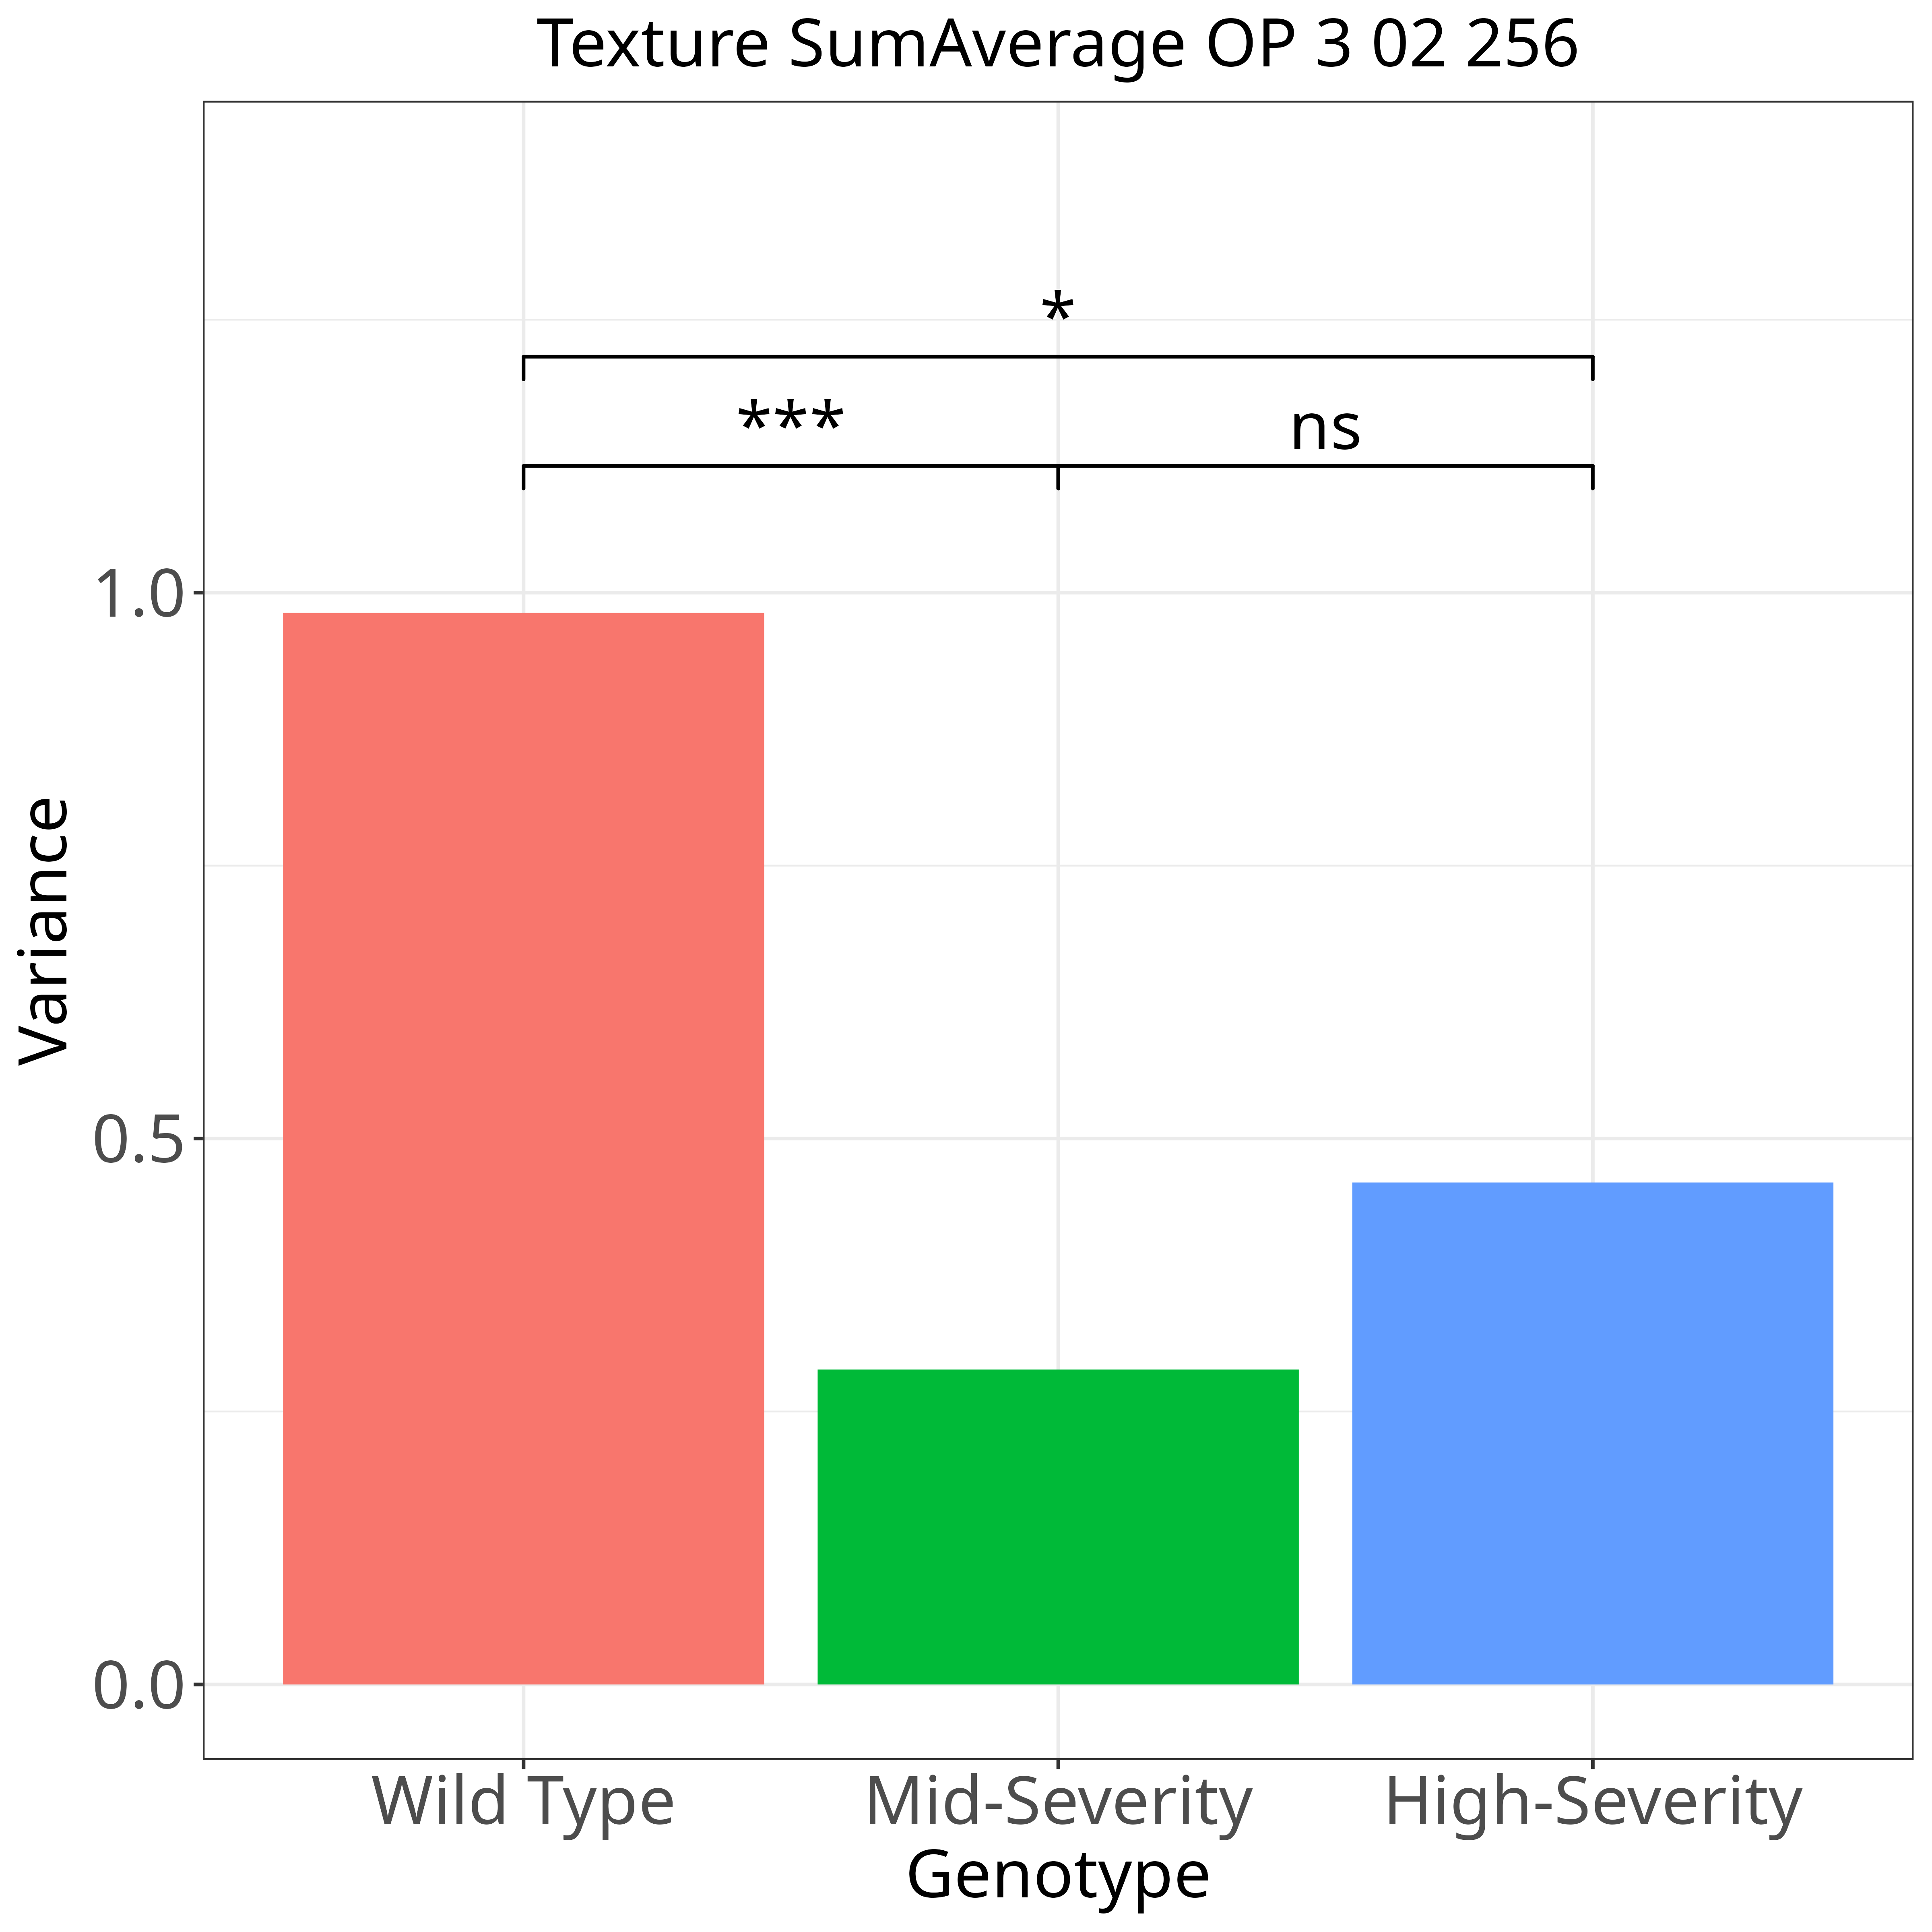 Texture SumAverage OP 3 02 256
*
***
ns
1.0
0.5
0.0
Variance
Wild Type
Mid-Severity
High-Severity
Genotype